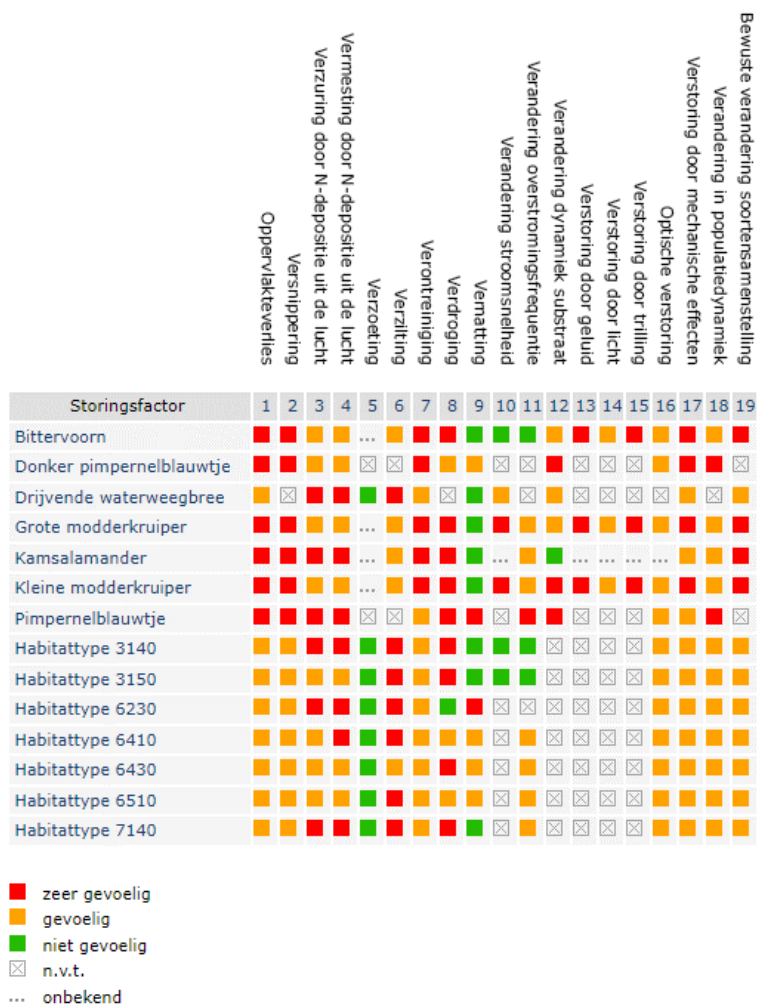 Oppervlakteverlies
Versnippering
Verzuring door N-depositie uit de lucht
Vermesting door N-depositie uit de lucht
Verzoeting
Verzilting
Verontreiniging
Verdroging
Vernatting
Verandering stroomsnelheid
Verandering overstromingsfrequentie
Verandering dynamiek substraat
Verstoring door geluid
Verstoring door licht
Verstoring door trilling
Optische verstoring
Verstoring door mechanische effecten
Verandering in populatiedynamiek
Bewuste verandering soortensamenstelling
Storingsfactor 1 2 3 4 5 6 7 8 9 10 11 12 13 14 15 16 17 18 19
Bittervoorn ...
Donker pimpernelblauwtje
Drijvende waterweegbree
Grote modderkruiper ...
Kamsalamander ... ... ... ... ... ...
Kleine modderkruiper ...
Pimpernelblauwtje
Habitattype 3140
Habitattype 3150
Habitattype 6230
Habitattype 6410
Habitattype 6430
Habitattype 6510
Habitattype 7140
zeer gevoelig
gevoelig
niet gevoelig
n.v.t.
... onbekend